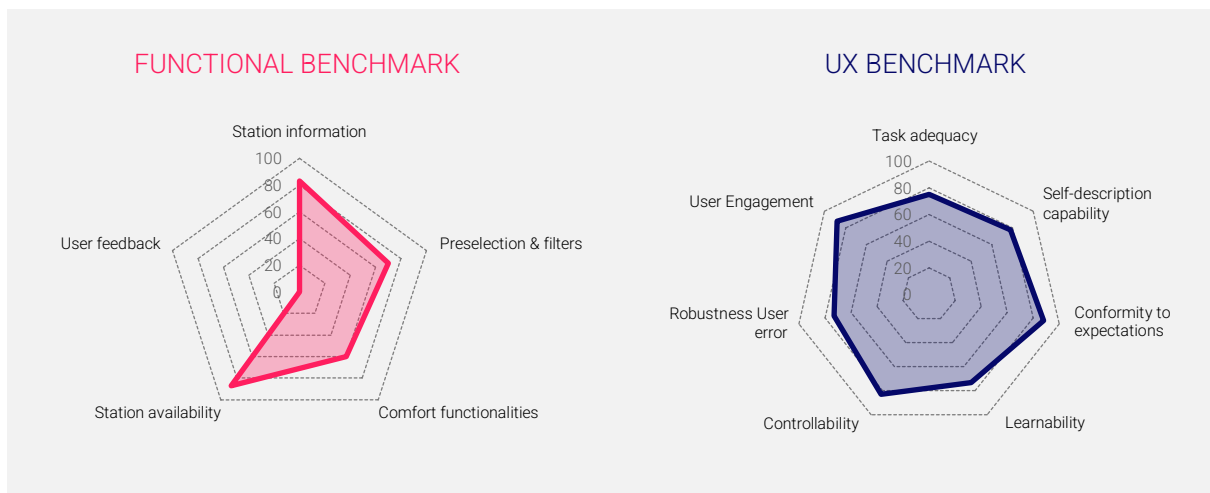 FUNCTIONAL BENCHMARK
Station information
100
80
60
40
20
0
User feedback
Preselection & filters
Station availability
Comfort functionalities
UX BENCHMARK
Task adequacy
100
80
60
40
20
0
User Engagement
Self-description
capability
Robustness User
error
Conformity to
expectations
Controllability
Learnability